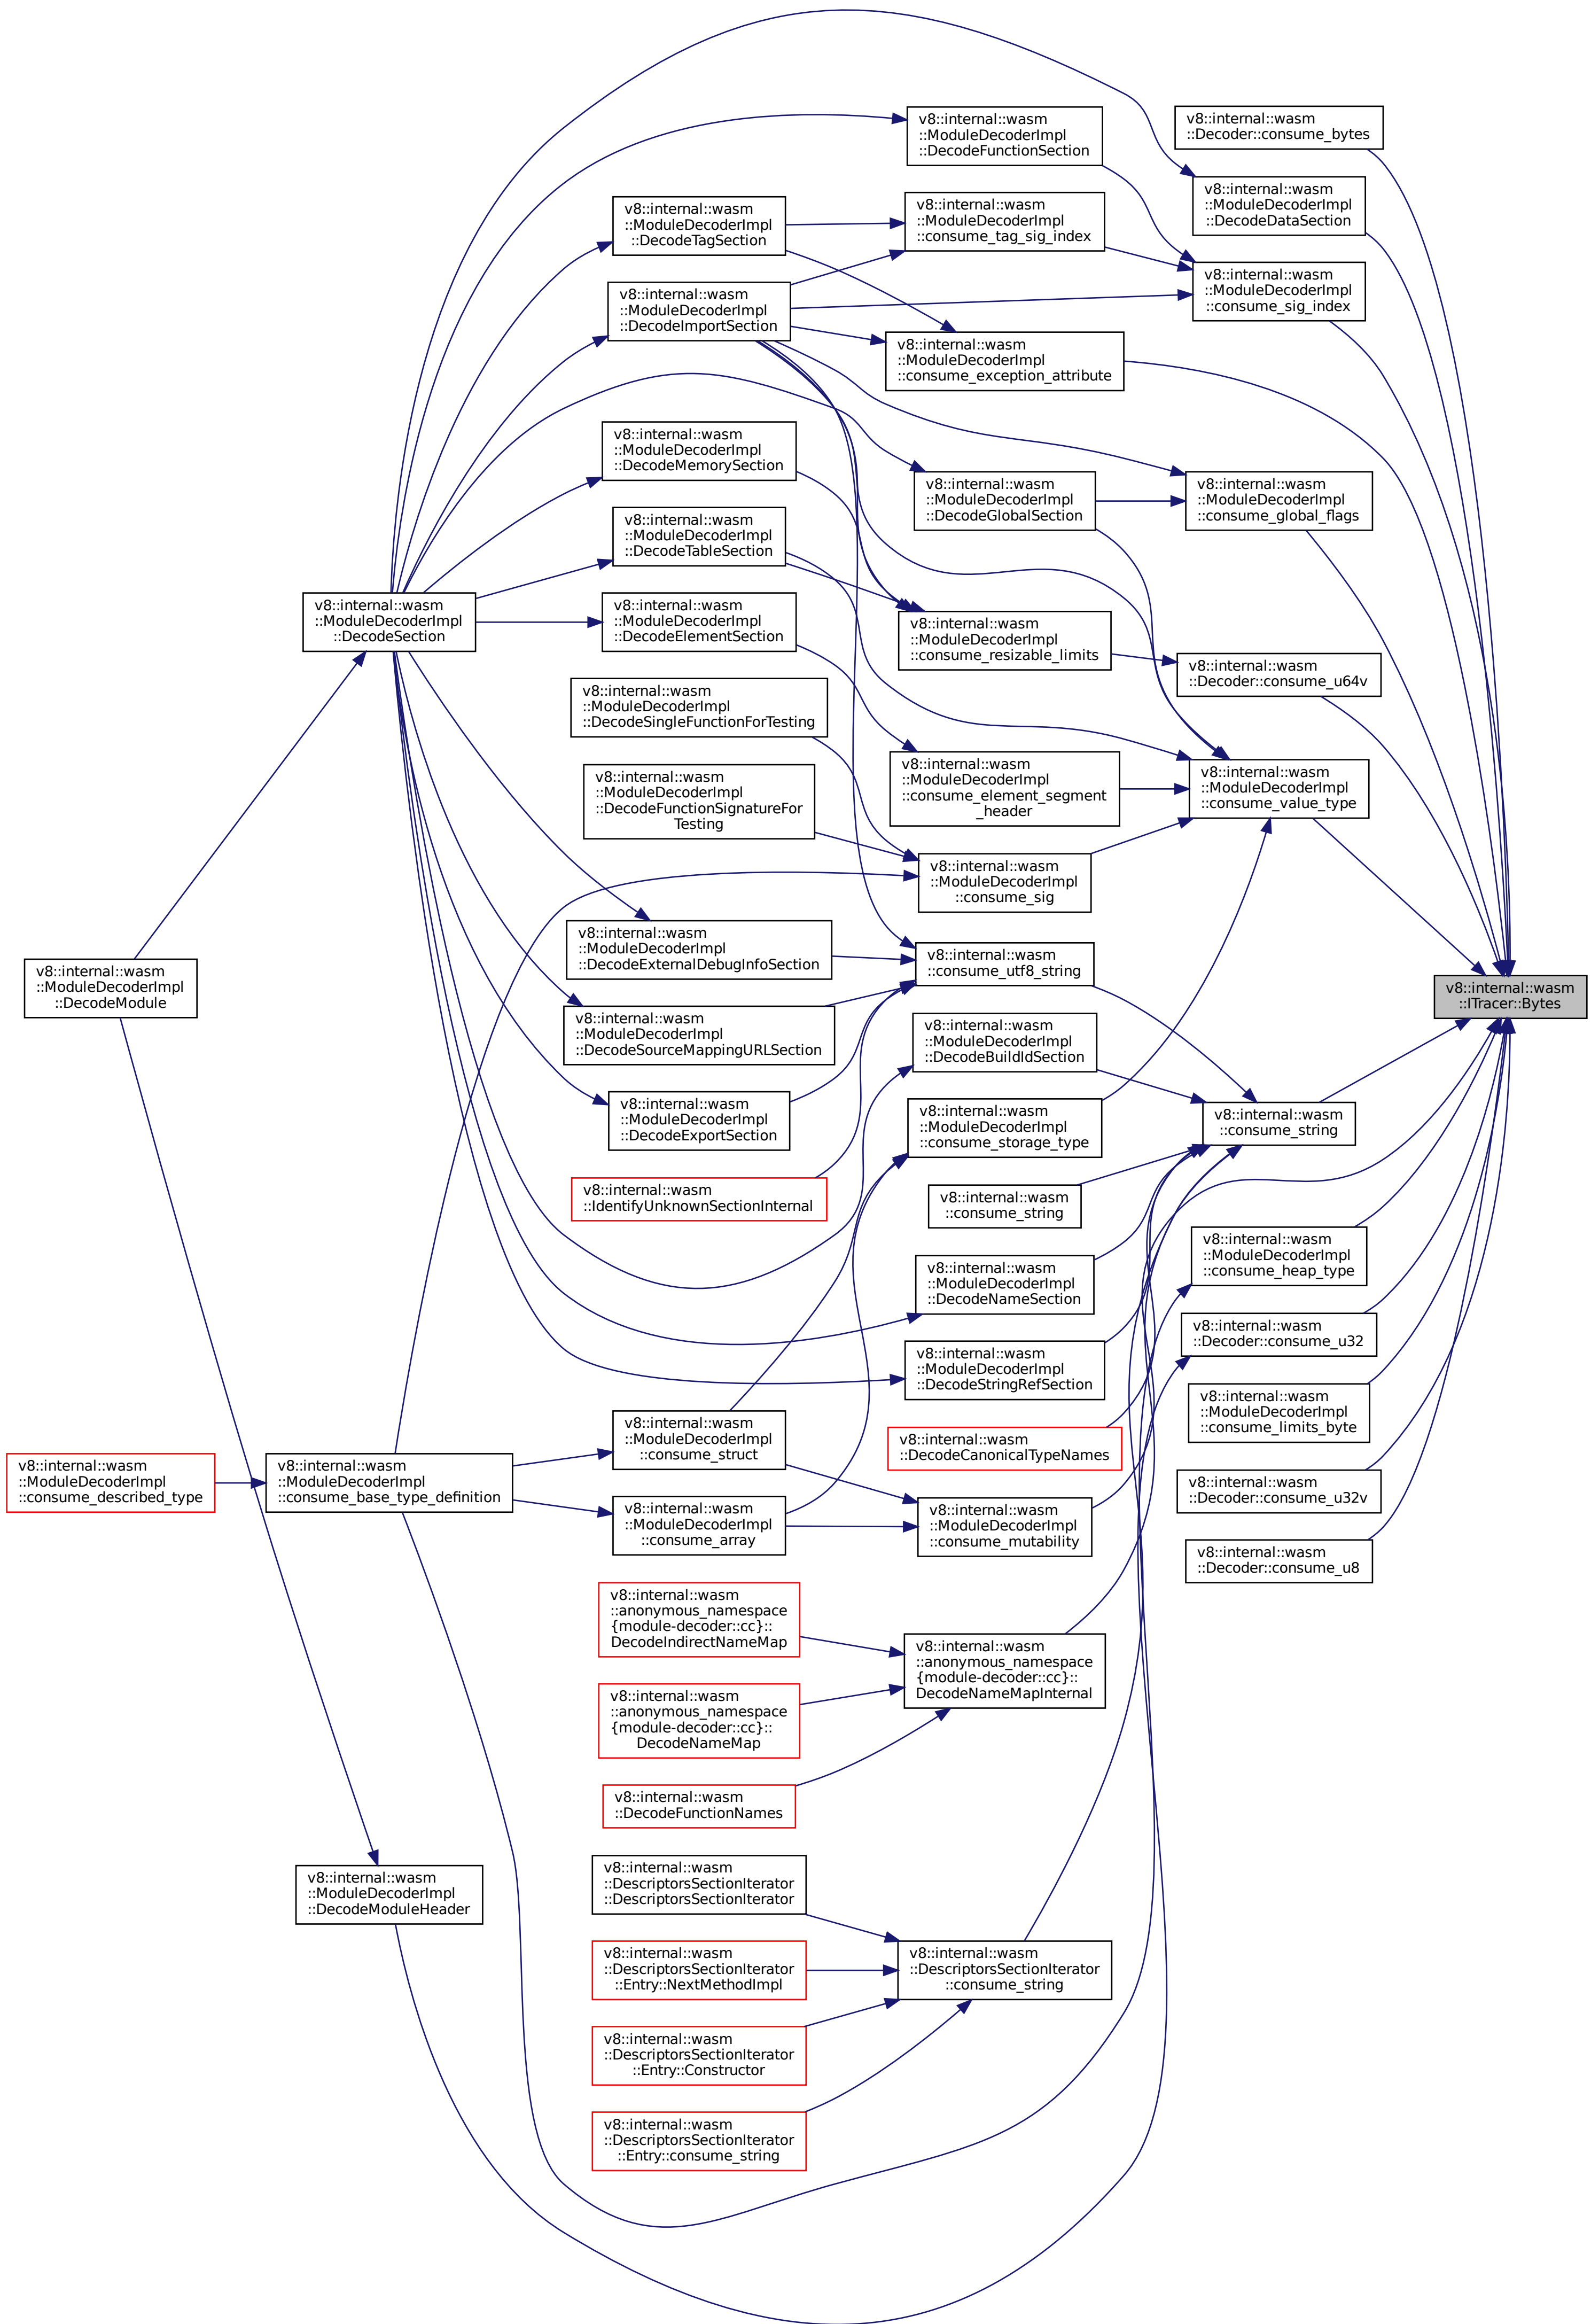 v8::internal::wasm
::ModuleDecoderImpl
::DecodeFunctionSection
v8::internal::wasm
::Decoder::consume_bytes
v8::internal::wasm
::ModuleDecoderImpl
::DecodeDataSection
v8::internal::wasm
::ModuleDecoderImpl
::DecodeTagSection
v8::internal::wasm
::ModuleDecoderImpl
::consume_tag_sig_index
v8::internal::wasm
::ModuleDecoderImpl
::consume_sig_index
v8::internal::wasm
::ModuleDecoderImpl
::DecodeImportSection
v8::internal::wasm
::ModuleDecoderImpl
::consume_exception_attribute
v8::internal::wasm
::ModuleDecoderImpl
::DecodeMemorySection
v8::internal::wasm
::ModuleDecoderImpl
::DecodeGlobalSection
v8::internal::wasm
::ModuleDecoderImpl
::consume_global_flags
v8::internal::wasm
::ModuleDecoderImpl
::DecodeTableSection
v8::internal::wasm
::ModuleDecoderImpl
::DecodeSection
v8::internal::wasm
::ModuleDecoderImpl
::DecodeElementSection
v8::internal::wasm
::ModuleDecoderImpl
::consume_resizable_limits
v8::internal::wasm
::Decoder::consume_u64v
v8::internal::wasm
::ModuleDecoderImpl
::DecodeSingleFunctionForTesting
v8::internal::wasm
::ModuleDecoderImpl
::consume_element_segment
_header
v8::internal::wasm
::ModuleDecoderImpl
::consume_value_type
v8::internal::wasm
::ModuleDecoderImpl
::DecodeFunctionSignatureFor
Testing
v8::internal::wasm
::ModuleDecoderImpl
::consume_sig
v8::internal::wasm
::ModuleDecoderImpl
::DecodeExternalDebugInfoSection
v8::internal::wasm
::consume_utf8_string
v8::internal::wasm
::ModuleDecoderImpl
::DecodeModule
v8::internal::wasm
::ITracer::Bytes
v8::internal::wasm
::ModuleDecoderImpl
::DecodeSourceMappingURLSection
v8::internal::wasm
::ModuleDecoderImpl
::DecodeBuildIdSection
v8::internal::wasm
::ModuleDecoderImpl
::DecodeExportSection
v8::internal::wasm
::ModuleDecoderImpl
::consume_storage_type
v8::internal::wasm
::consume_string
v8::internal::wasm
::IdentifyUnknownSectionInternal
v8::internal::wasm
::consume_string
v8::internal::wasm
::ModuleDecoderImpl
::consume_heap_type
v8::internal::wasm
::ModuleDecoderImpl
::DecodeNameSection
v8::internal::wasm
::Decoder::consume_u32
v8::internal::wasm
::ModuleDecoderImpl
::DecodeStringRefSection
v8::internal::wasm
::ModuleDecoderImpl
::consume_limits_byte
v8::internal::wasm
::ModuleDecoderImpl
::consume_struct
v8::internal::wasm
::DecodeCanonicalTypeNames
v8::internal::wasm
::ModuleDecoderImpl
::consume_described_type
v8::internal::wasm
::ModuleDecoderImpl
::consume_base_type_definition
v8::internal::wasm
::Decoder::consume_u32v
v8::internal::wasm
::ModuleDecoderImpl
::consume_array
v8::internal::wasm
::ModuleDecoderImpl
::consume_mutability
v8::internal::wasm
::Decoder::consume_u8
v8::internal::wasm
::anonymous_namespace
{module-decoder::cc}::
DecodeIndirectNameMap
v8::internal::wasm
::anonymous_namespace
{module-decoder::cc}::
DecodeNameMapInternal
v8::internal::wasm
::anonymous_namespace
{module-decoder::cc}::
DecodeNameMap
v8::internal::wasm
::DecodeFunctionNames
v8::internal::wasm
::ModuleDecoderImpl
::DecodeModuleHeader
v8::internal::wasm
::DescriptorsSectionIterator
::DescriptorsSectionIterator
v8::internal::wasm
::DescriptorsSectionIterator
::Entry::NextMethodImpl
v8::internal::wasm
::DescriptorsSectionIterator
::consume_string
v8::internal::wasm
::DescriptorsSectionIterator
::Entry::Constructor
v8::internal::wasm
::DescriptorsSectionIterator
::Entry::consume_string